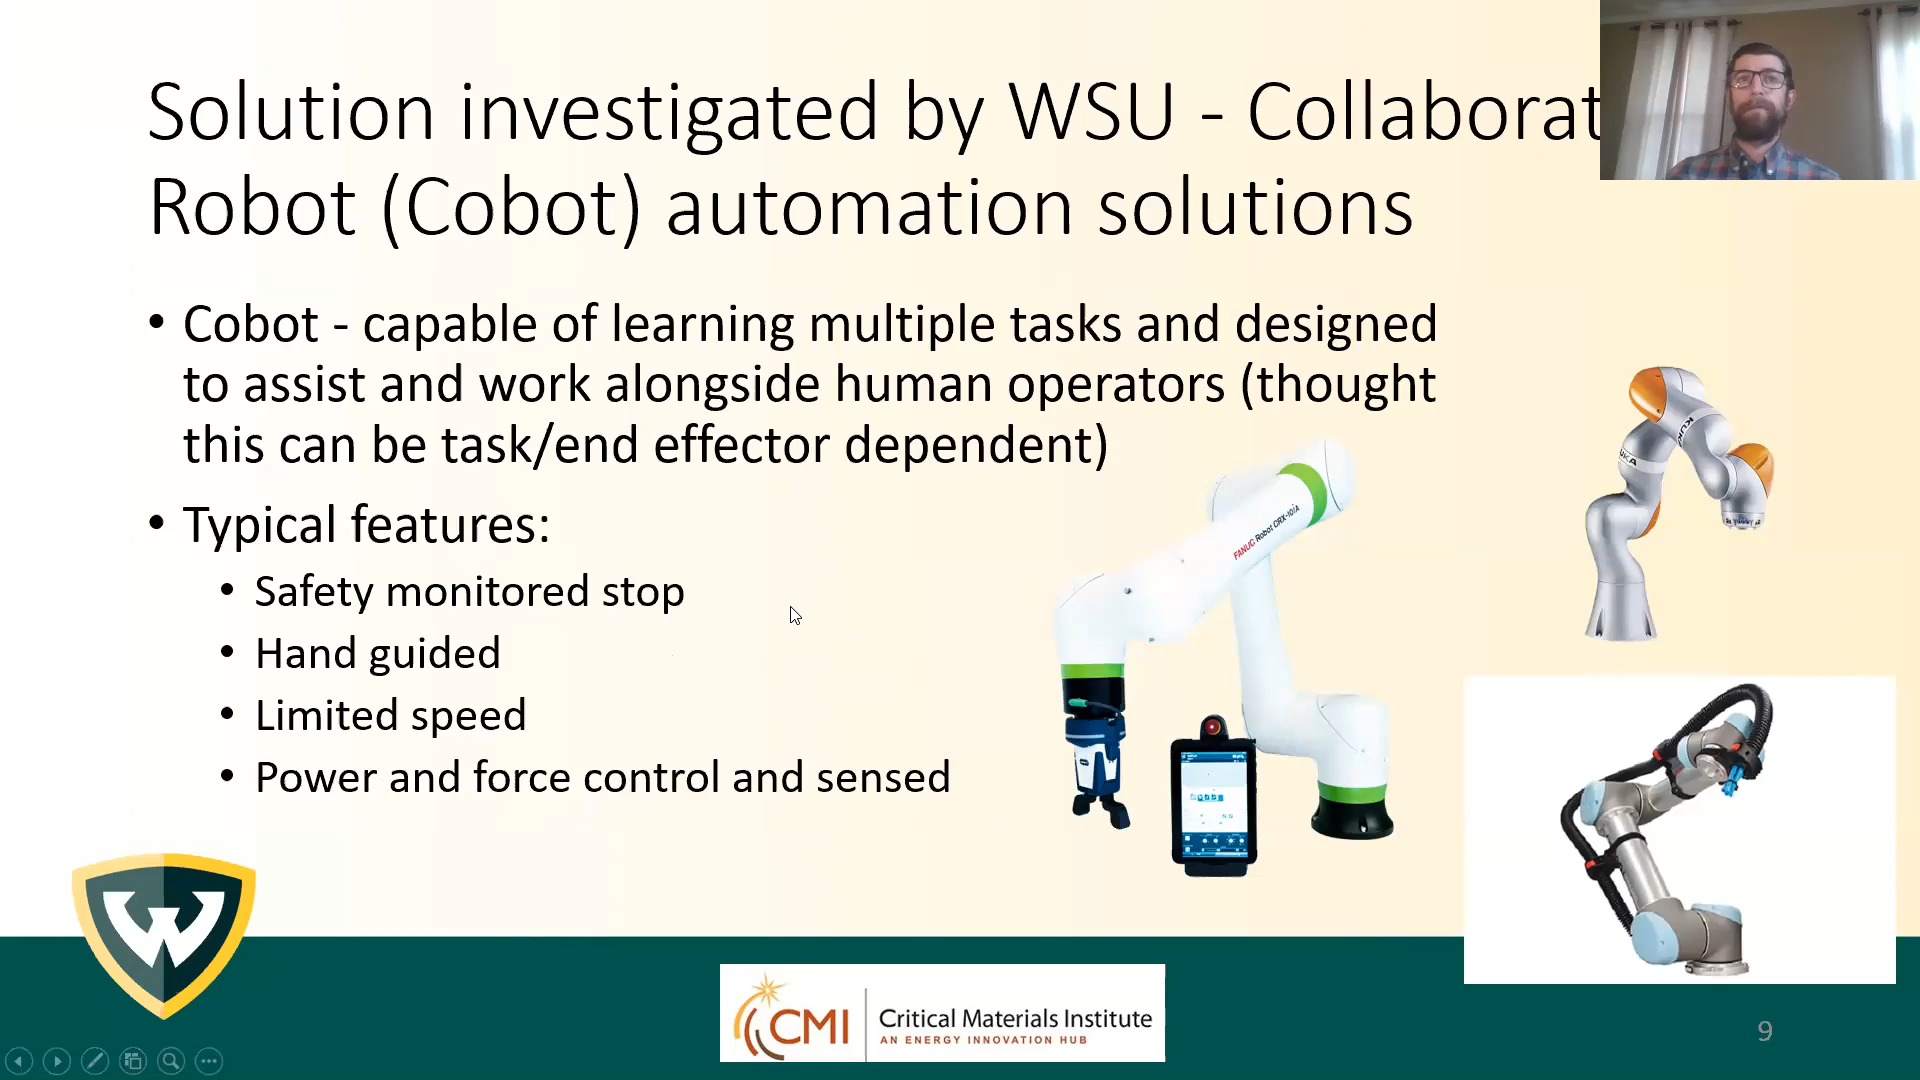 Solution investigated by WSU - Collaborat
Robot (Cobot) automation solutions
• Cobot - capable of learning multiple tasks and designed
to assist and work alongside human operators (thought
this can be task/end effector dependent)
• Typical features:
• Safety monitored stop
• Hand guided
• Limited speed
• Power and force control and sensed
FANUC Robot CRX-10iA
KUKA
W
CMI
Critical Materials Institute
AN ENERGY INNOVATION HUB
9